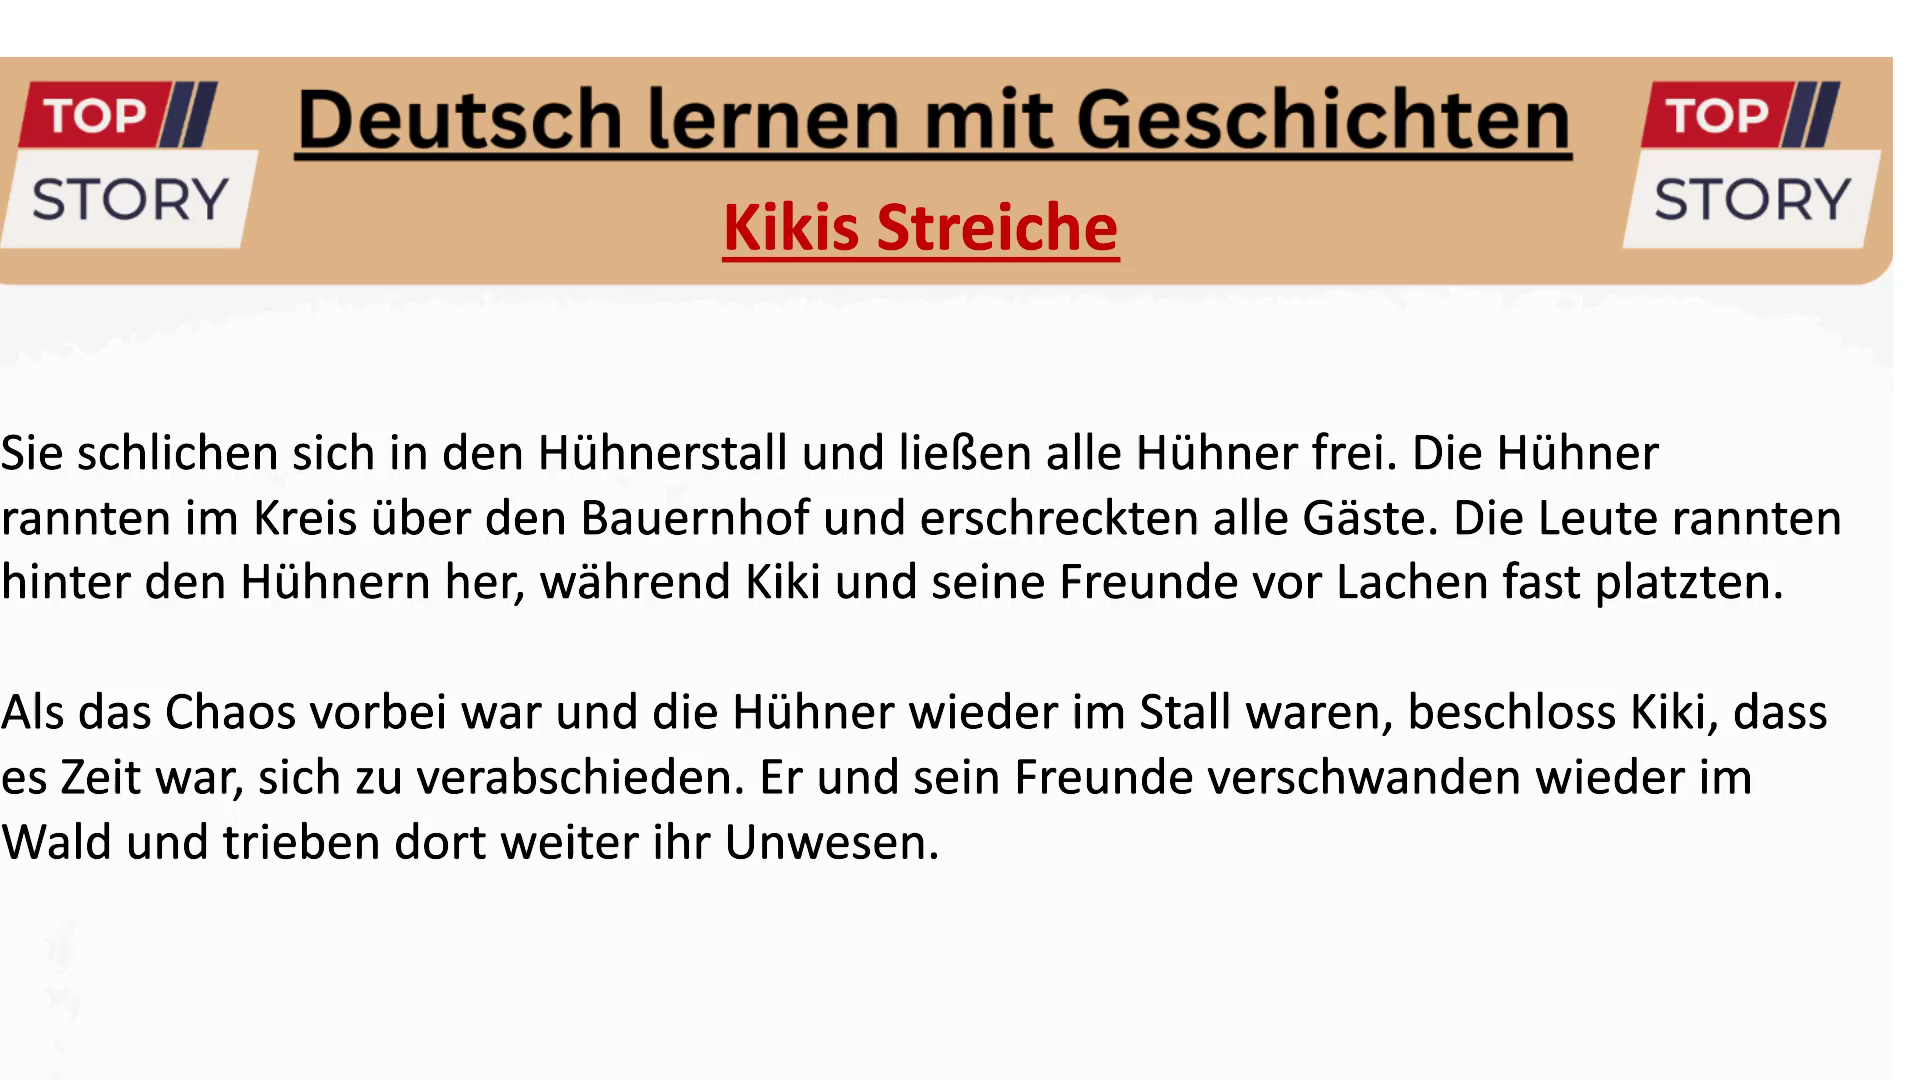 TOP
STORY
Deutsch lernen mit Geschichten
TOP
STORY
Kikis Streiche
Sie schlichen sich in den Hühnerstall und ließen alle Hühner frei. Die Hühner
rannten im Kreis über den Bauernhof und erschreckten alle Gäste. Die Leute rannten
hinter den Hühnern her, während Kiki und seine Freunde vor Lachen fast platzten.
Als das Chaos vorbei war und die Hühner wieder im Stall waren, beschloss Kiki, dass
es Zeit war, sich zu verabschieden. Er und sein Freunde verschwanden wieder im
Wald und trieben dort weiter ihr Unwesen.